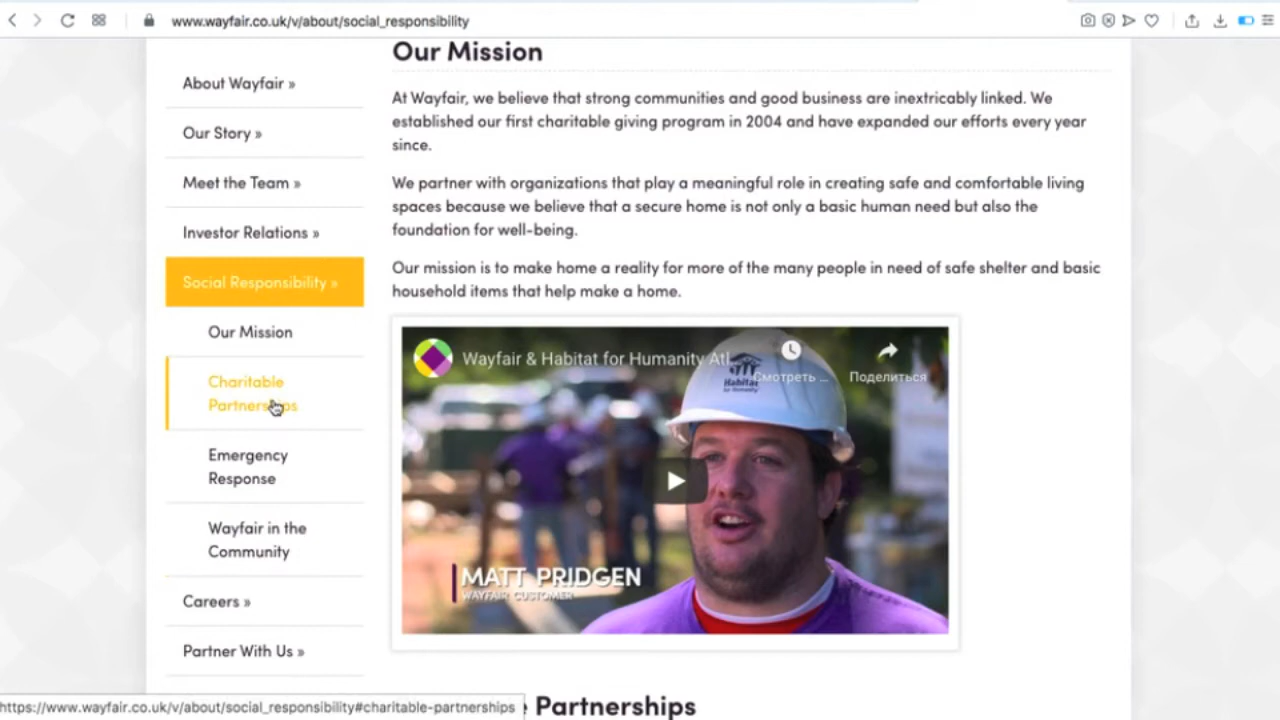 www.wayfair.co.uk/v/about/social_responsibility
About Wayfair »
Our Story »
Meet the Team »
Investor Relations »
Social Responsibility »
Our Mission
Charitable
Partnerships
Emergency
Response
Wayfair in the
Community
Careers »
Partner With Us »
Our Mission
At Wayfair, we believe that strong communities and good business are inextricably linked. We
established our first charitable giving program in 2004 and have expanded our efforts every year
since.
We partner with organizations that play a meaningful role in creating safe and comfortable living
spaces because we believe that a secure home is not only a basic human need but also the
foundation for well-being.
Our mission is to make home a reality for more of the many people in need of safe shelter and basic
household items that help make a home.
Wayfair & Habitat for Humanity Atl...
Смотреть ...
Поделиться
Habitat
for Humanity
MATT PRIDGEN
WAYFAIR CUSTOMER
Partnerships
https://www.wayfair.co.uk/v/about/social_responsibility#charitable-partnerships